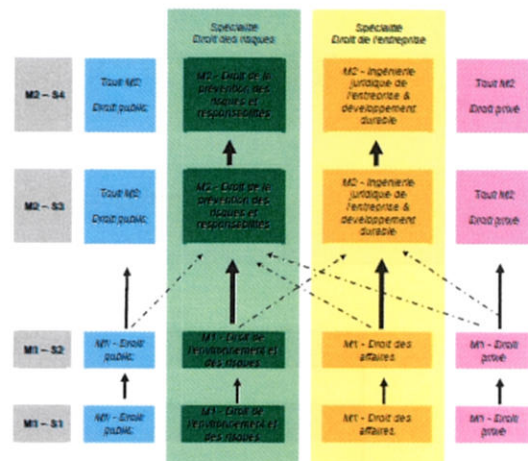 Spécialité
Droit des risques
Spécialité
Droit de l'entreprise
M2 – S4
Tout M2
Droit public
M2 – Droit de la
prévention des
risques et
responsabilités
M2 – Ingénierie
juridique de
l'entreprise &
développement
durable
Tout M2
Droit privé
M2 – S3
Tout M2
Droit public
M2 – Droit de la
prévention des
risques et
responsabilités
M2 – Ingénierie
juridique de
l'entreprise &
développement
durable
Tout M2
Droit privé
M1 – S2
M1 - Droit
public
M1 - Droit de
l'environnement et
des risques
M1 - Droit des
affaires
M1 - Droit
privé
M1 – S1
M1 - Droit
public
M1 - Droit de
l'environnement et
des risques
M1 - Droit des
affaires
M1 - Droit
privé